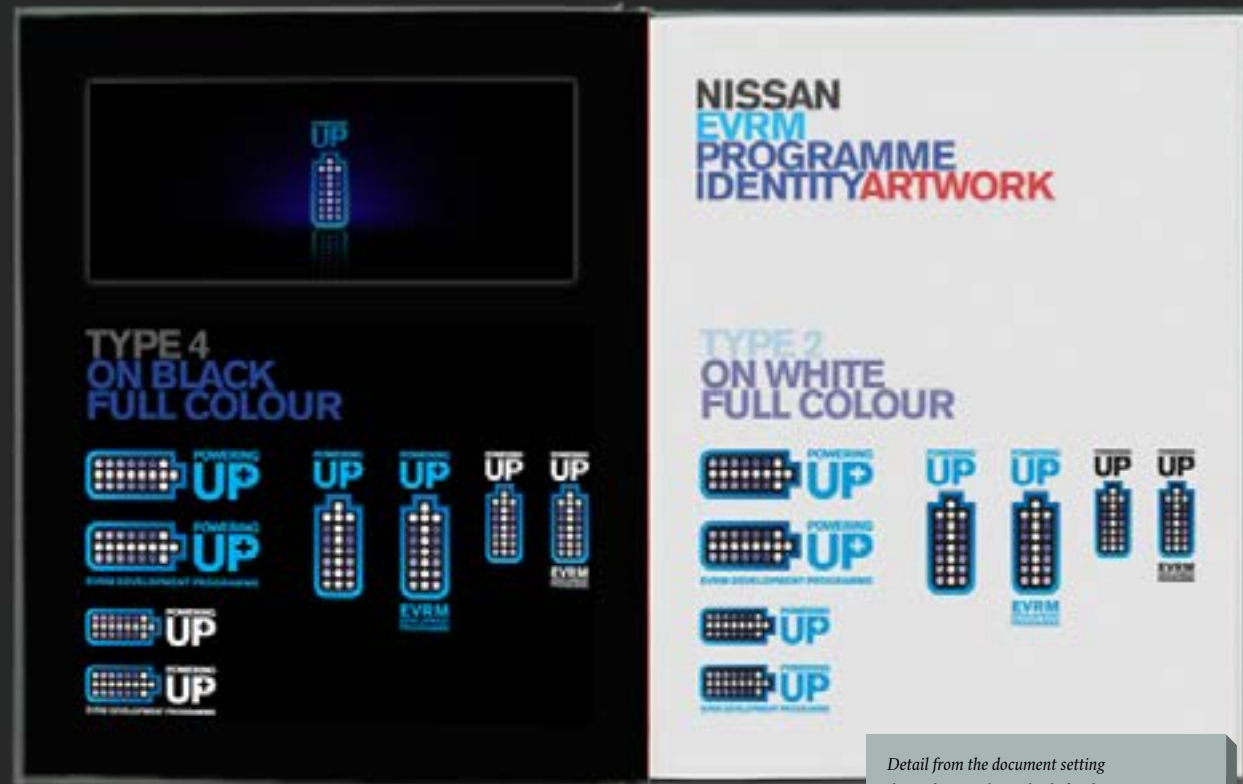 UP
TYPE 4
ON BLACK
FULL COLOUR
POWERING
UP
POWERING
UP
EVRM DEVELOPMENT PROGRAMME
POWERING
UP
POWERING
UP
EVRM DEVELOPMENT PROGRAMME
POWERING
UP
POWERING
UP
EVRM
UP
UP
EVRM
NISSAN
EVRM
PROGRAMME
IDENTITYARTWORK
TYPE 2
ON WHITE
FULL COLOUR
POWERING
UP
POWERING
UP
EVRM DEVELOPMENT PROGRAMME
UP
UP
UP
UP
EVRM
UP
UP
EVRM
Detail from the document setting